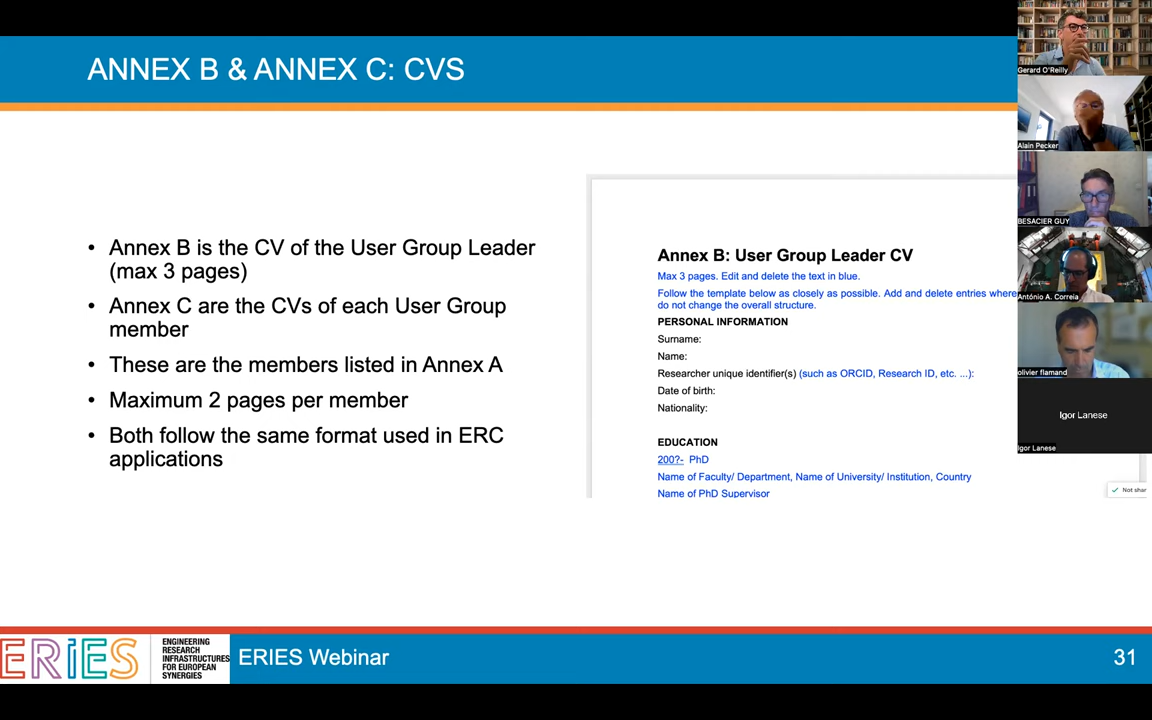 ANNEX B & ANNEX C: CVS
• Annex B is the CV of the User Group Leader
(max 3 pages)
• Annex C are the CVs of each User Group
member
• These are the members listed in Annex A
• Maximum 2 pages per member
• Both follow the same format used in ERC
applications
Annex B: User Group Leader CV
Max 3 pages. Edit and delete the text in blue.
Follow the template below as closely as possible. Add and delete entries where
do not change the overall structure.
PERSONAL INFORMATION
Surname:
Name:
Researcher unique identifier(s) (such as ORCID, Research ID, etc. ...):
Date of birth:
Nationality:
EDUCATION
200?- PhD
Name of Faculty/ Department, Name of University/ Institution, Country
Name of PhD Supervisor
Gerard O'Reilly
Alain Pecker
BESACIER GUY
António A. Correia
olivier flamand
Igor Lanese
Igor Lanese
Not shar
ERIES
ENGINEERING
RESEARCH
INFRASTRUCTURES
FOR EUROPEAN
SYNERGIES
ERIES Webinar
31